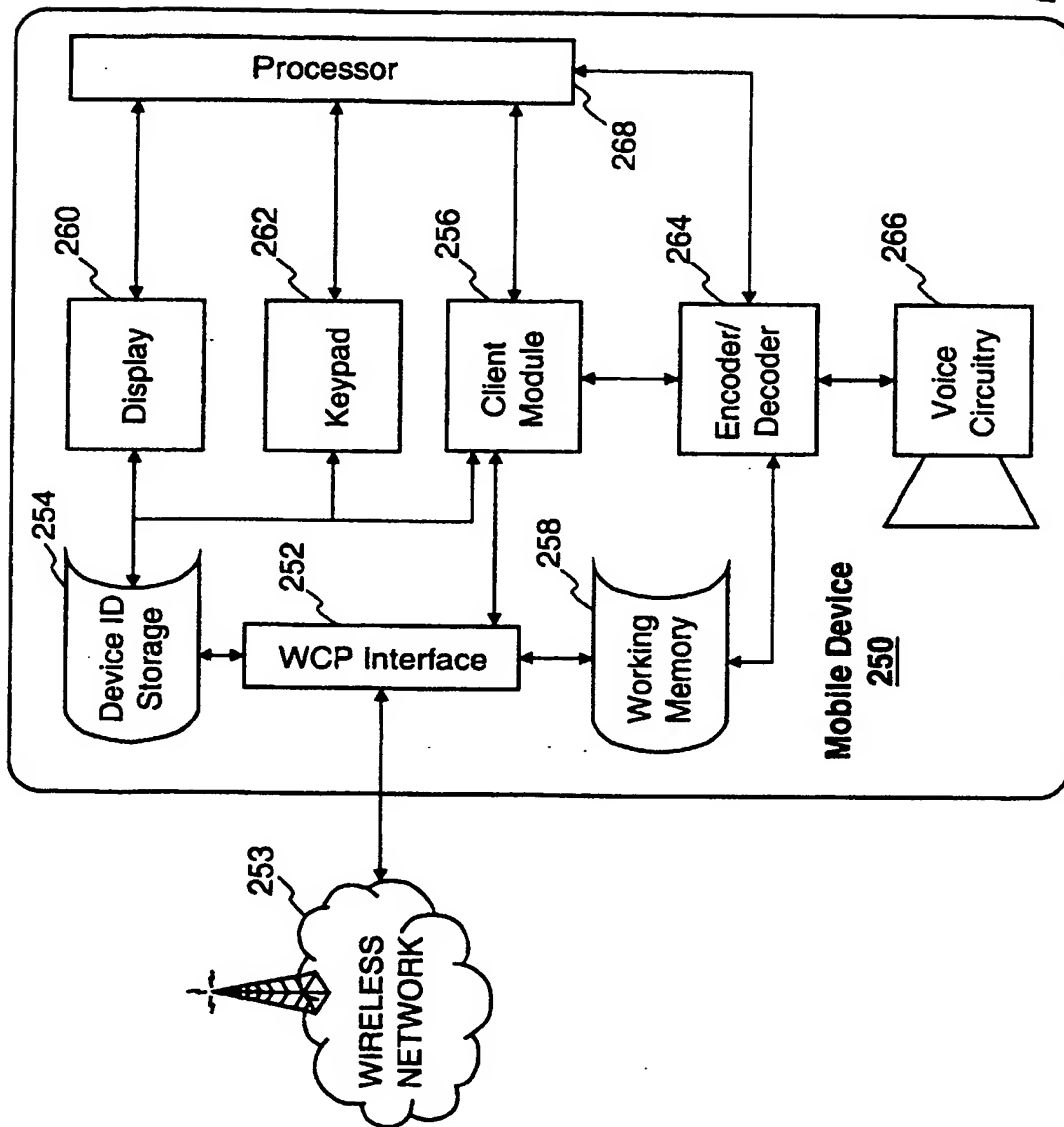 Processor
268
260
262
256
264
266
Display
Keypad
Client
Module
Encoder/
Decoder
Voice
Circuitry
254
252
258
Device ID
Storage
WCP Interface
Working
Memory
Mobile Device
250
253
WIRELESS
NETWORK